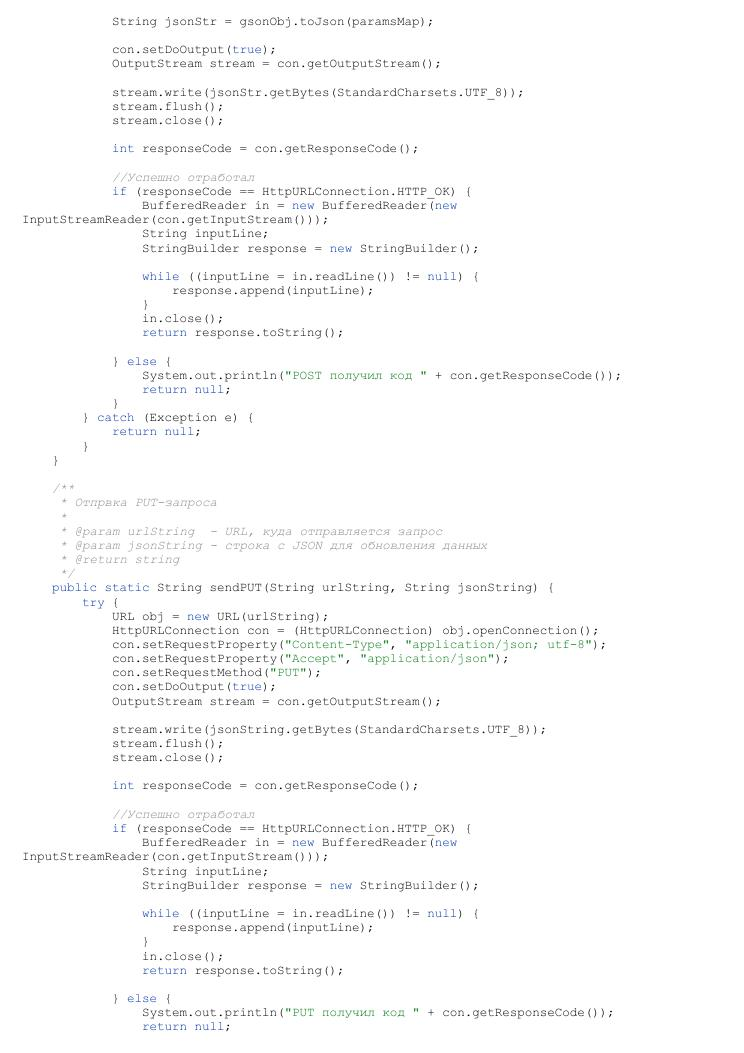 String jsonStr = gsonObj.toJson(paramsMap);

            con.setDoOutput(true);
            OutputStream stream = con.getOutputStream();

            stream.write(jsonStr.getBytes(StandardCharsets.UTF_8));
            stream.flush();
            stream.close();

            int responseCode = con.getResponseCode();

            //Успешно отработал
            if (responseCode == HttpURLConnection.HTTP_OK) {
                BufferedReader in = new BufferedReader(new
InputStreamReader(con.getInputStream()));
                String inputLine;
                StringBuilder response = new StringBuilder();

                while ((inputLine = in.readLine()) != null) {
                    response.append(inputLine);
                }
                in.close();
                return response.toString();

            } else {
                System.out.println("POST получил код " + con.getResponseCode());
                return null;
            }
        } catch (Exception e) {
            return null;
        }
    }

    /**
     * Отпрвка PUT-запроса
     *
     * @param urlString  - URL, куда отправляется запрос
     * @param jsonString - строка с JSON для обновления данных
     * @return string
     */
    public static String sendPUT(String urlString, String jsonString) {
        try {
            URL obj = new URL(urlString);
            HttpURLConnection con = (HttpURLConnection) obj.openConnection();
            con.setRequestProperty("Content-Type", "application/json; utf-8");
            con.setRequestProperty("Accept", "application/json");
            con.setRequestMethod("PUT");
            con.setDoOutput(true);
            OutputStream stream = con.getOutputStream();

            stream.write(jsonString.getBytes(StandardCharsets.UTF_8));
            stream.flush();
            stream.close();

            int responseCode = con.getResponseCode();

            //Успешно отработал
            if (responseCode == HttpURLConnection.HTTP_OK) {
                BufferedReader in = new BufferedReader(new
InputStreamReader(con.getInputStream()));
                String inputLine;
                StringBuilder response = new StringBuilder();

                while ((inputLine = in.readLine()) != null) {
                    response.append(inputLine);
                }
                in.close();
                return response.toString();

            } else {
                System.out.println("PUT получил код " + con.getResponseCode());
                return null;